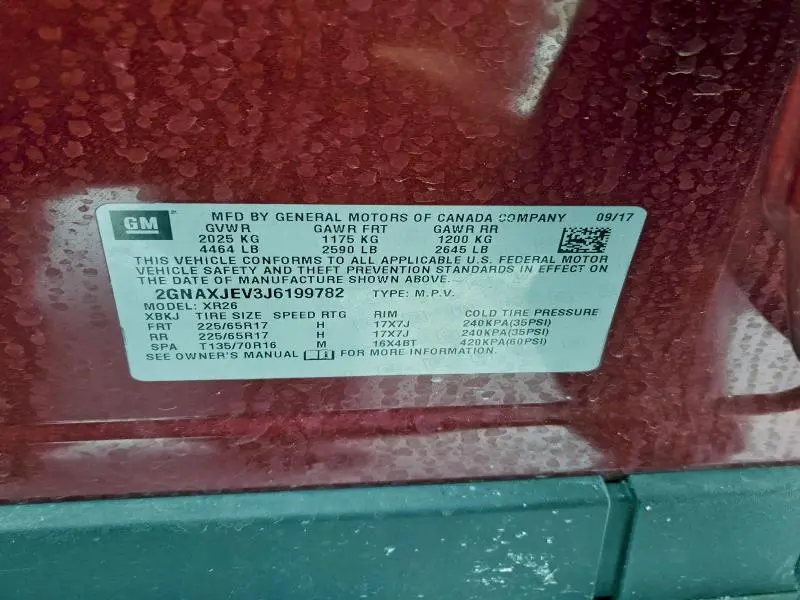 GM MFD BY GENERAL MOTORS OF CANADA COMPANY 09/17
GVWR GAWR FRT GAWR RR
2025 KG 1175 KG 1200 KG
4464 LB 2590 LB 2645 LB
THIS VEHICLE CONFORMS TO ALL APPLICABLE U.S. FEDERAL MOTOR
VEHICLE SAFETY AND THEFT PREVENTION STANDARDS IN EFFECT ON
THE DATE OF MANUFACTURE SHOWN ABOVE.
2GNAXJEV3J6199782 TYPE: M.P.V.
MODEL: XR26
XBKJ TIRE SIZE SPEED RTG RIM COLD TIRE PRESSURE
FRT 225/65R17 H 17X7J 240KPA(35PSI)
RR 225/65R17 H 17X7J 240KPA(35PSI)
SPA T135/70R16 M 16X4BT 420KPA(60PSI)
SEE OWNER'S MANUAL FOR MORE INFORMATION.